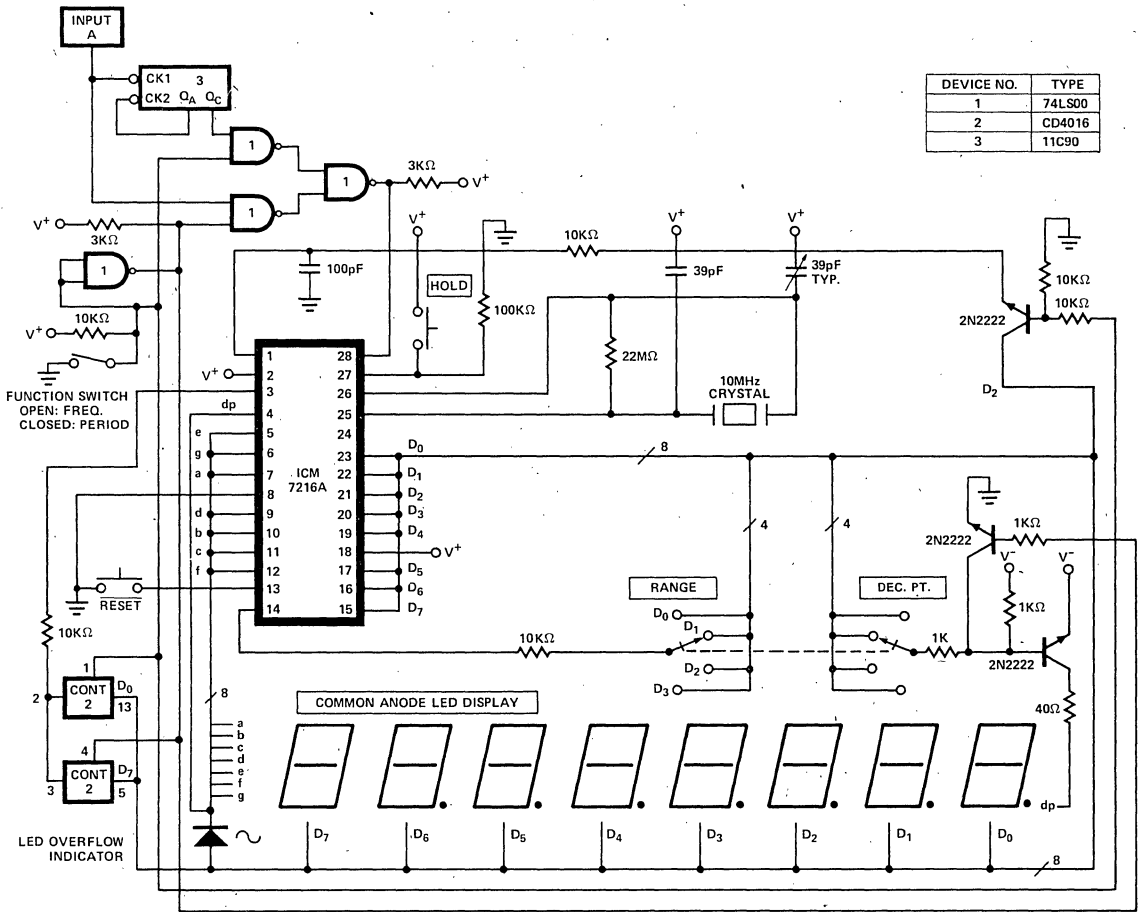 INPUT
A
CK1 3
CK2 QA QC
DEVICE NO. TYPE
1 74LS00
2 CD4016
3 11C90
1
1
1
3KΩ
V+
V+
3KΩ
1
10KΩ
V+
FUNCTION SWITCH
OPEN: FREQ.
CLOSED: PERIOD
100pF
V+
HOLD
100KΩ
10KΩ
V+
39pF
V+
39pF
TYP.
22MΩ
10MHz
CRYSTAL
10KΩ
10KΩ
2N2222
D2
V+
dp
e
g
a
d
b
c
f
ICM
7216A
1 28
2 27
3 26
4 25
5 24
6 23
7 22
8 21
9 20
10 19
11 18
12 17
13 16
14 15
D0
D1
D2
D3
D4
V+
D5
D6
D7
8
4
4
RESET
10KΩ
10KΩ
RANGE
D0
D1
D2
D3
DEC. PT.
2N2222
1KΩ
V−
V−
1KΩ
1K
2N2222
40Ω
dp
1
2
CONT
2
D0
13
4
3
CONT
2
D7
5
8
a
b
c
d
e
f
g
COMMON ANODE LED DISPLAY
LED OVERFLOW
INDICATOR
D7 D6 D5 D4 D3 D2 D1 D0
8